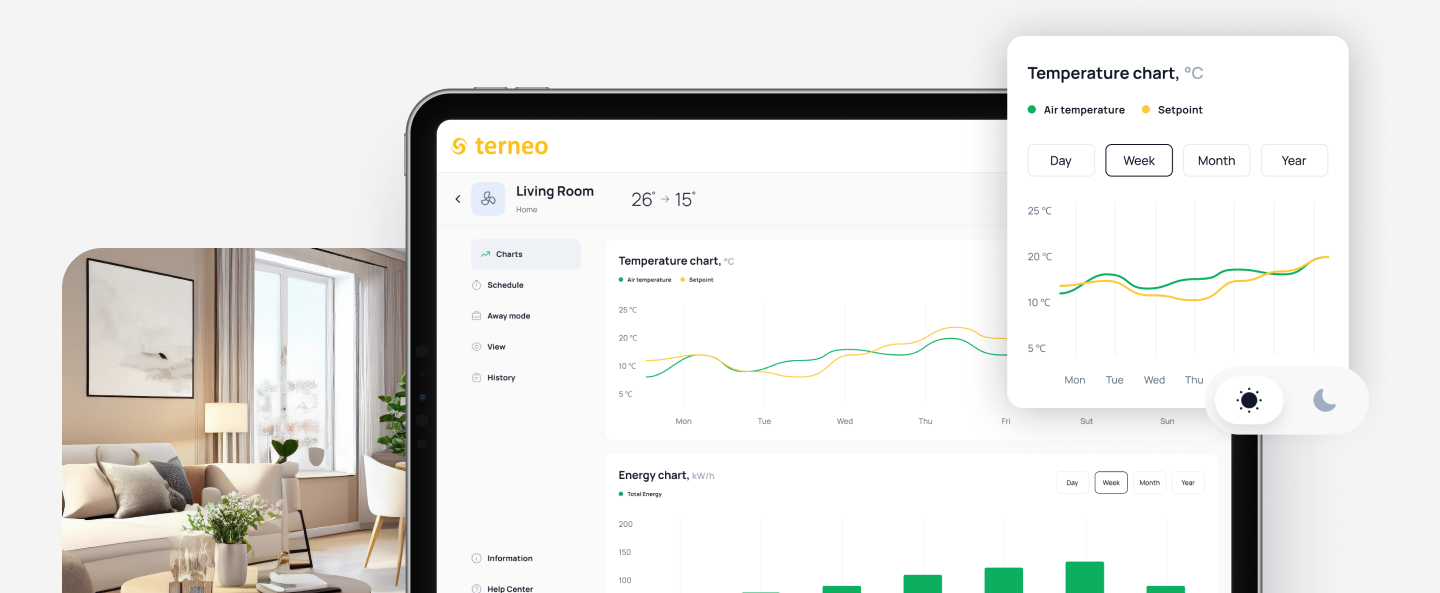 terneo
Living Room
Home
26° → 15°
Charts
Schedule
Away mode
View
History
Information
Help Center
Temperature chart, °C
Air temperature Setpoint
25 °C
20 °C
10 °C
5 °C
Mon Tue Wed Thu Fri Sut Sun
Energy chart, kW/h
Total Energy
Day Week Month Year
200
150
100
Temperature chart, °C
Air temperature Setpoint
Day Week Month Year
25 °C
20 °C
10 °C
5 °C
Mon Tue Wed Thu